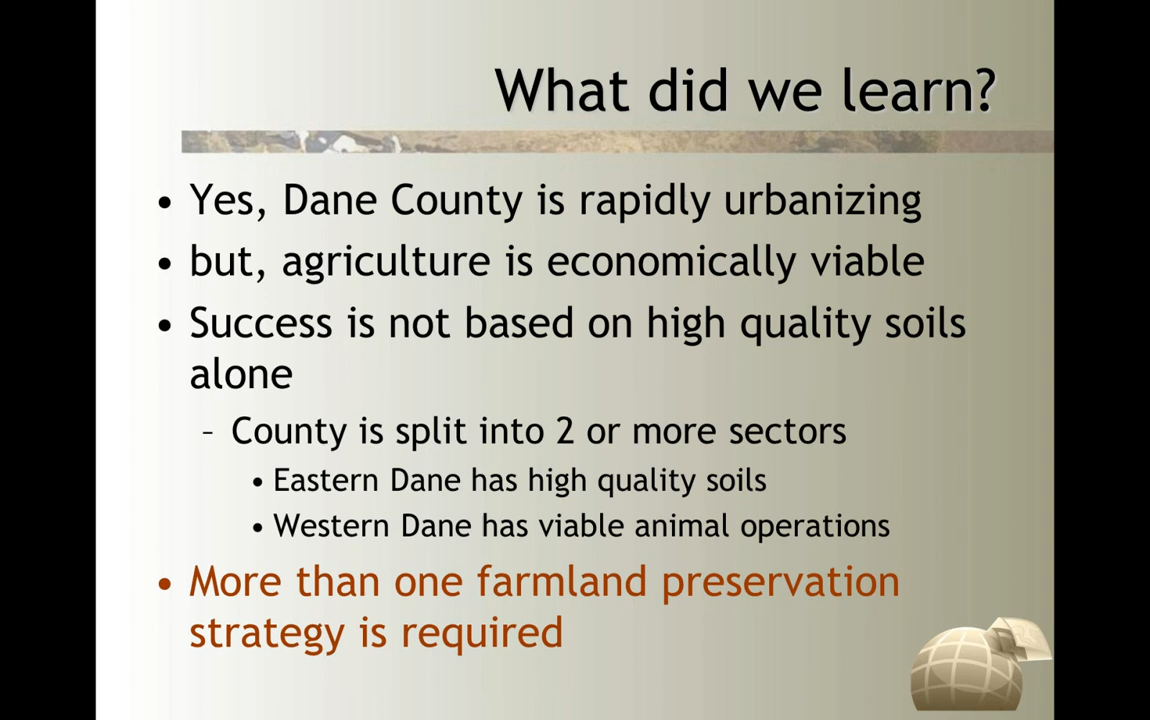 What did we learn?
• Yes, Dane County is rapidly urbanizing
• but, agriculture is economically viable
• Success is not based on high quality soils
alone
– County is split into 2 or more sectors
• Eastern Dane has high quality soils
• Western Dane has viable animal operations
• More than one farmland preservation
strategy is required